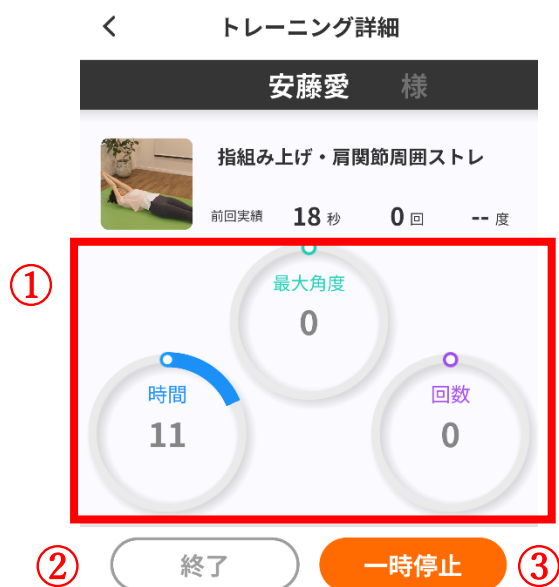 トレーニング詳細
安藤愛 様
指組み上げ・肩関節周囲ストレ
前回実績 18 秒 0 回 -- 度
①
最大角度
0
時間
11
回数
0
② 終了 一時停止 ③